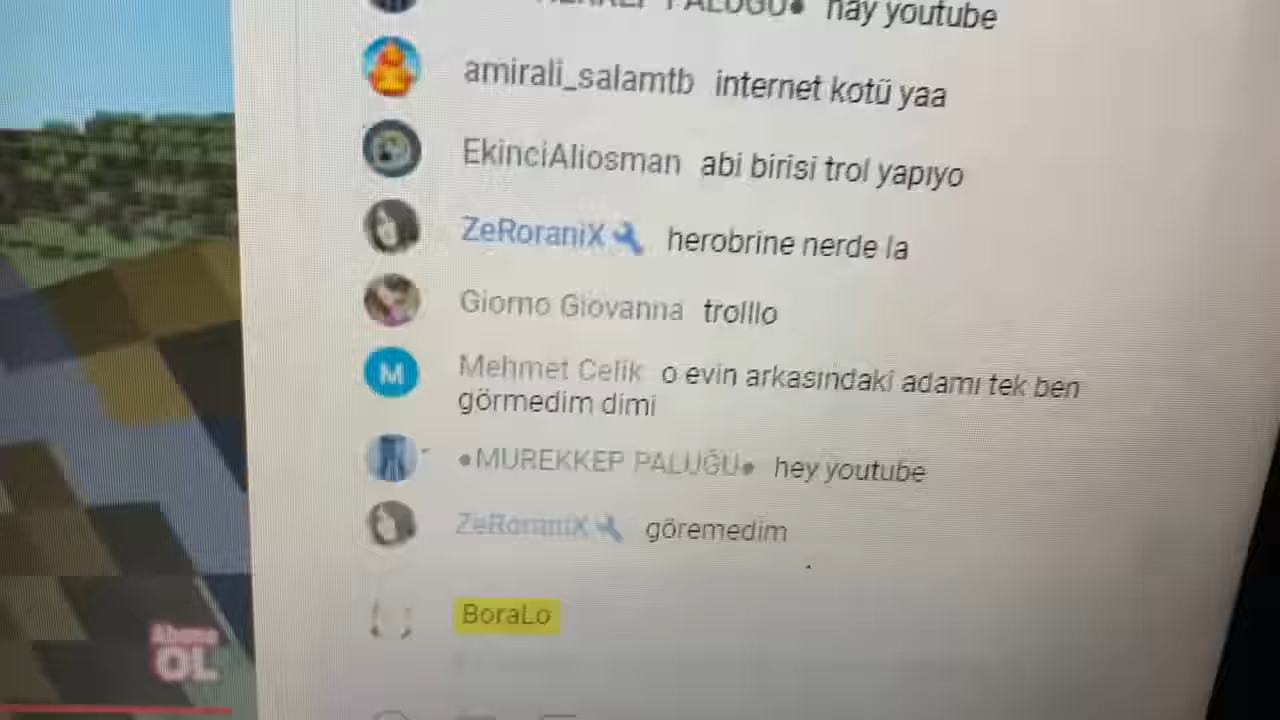 PALUĞU● hay youtube
amirali_salamtb internet kotü yaa
EkinciAliosman abi birisi trol yapıyo
ZeRoraniX herobrine nerde la
Giorno Giovanna trolllo
M Mehmet Celik o evin arkasındaki adamı tek ben
görmedim dimi
●MUREKKEP PALUĞU● hey youtube
ZeRoraniX göremedim
BoraLo
Abone
OL